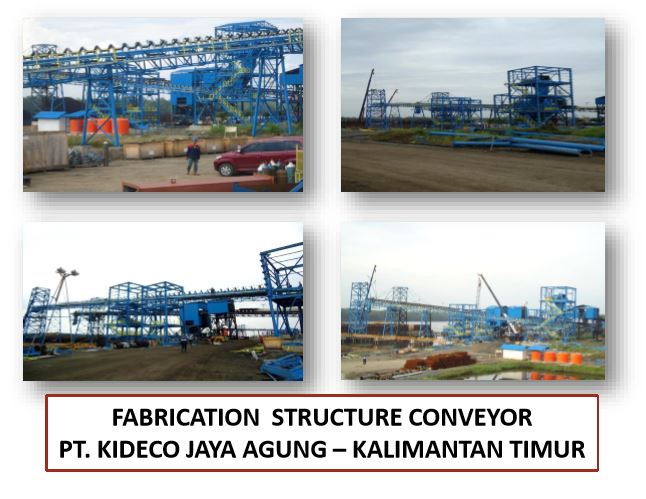 FABRICATION STRUCTURE CONVEYOR
PT. KIDECO JAYA AGUNG – KALIMANTAN TIMUR